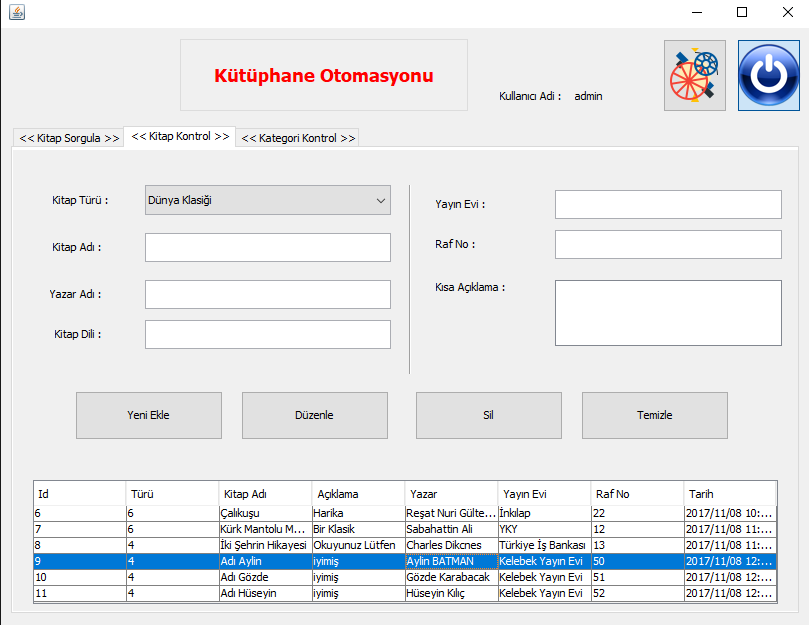 Kütüphane Otomasyonu
Kullanıcı Adi : admin
<< Kitap Sorgula >> << Kitap Kontrol >> << Kategori Kontrol >>
Kitap Türü : Dünya Klasiği
Yayın Evi :
Kitap Adı :
Raf No :
Yazar Adı :
Kısa Açıklama :
Kitap Dili :
Yeni Ekle Düzenle Sil Temizle
Id Türü Kitap Adı Açıklama Yazar Yayın Evi Raf No Tarih
6 6 Çalıkuşu Harika Reşat Nuri Gülte... İnkılap 22 2017/11/08 10:...
7 6 Kürk Mantolu M... Bir Klasik Sabahattin Ali YKY 12 2017/11/08 11:...
8 4 İki Şehrin Hikayesi Okuyunuz Lütfen Charles Dikcnes Türkiye İş Bankası 13 2017/11/08 11:...
9 4 Adı Aylin iyimiş Aylin BATMAN Kelebek Yayın Evi 50 2017/11/08 12:...
10 4 Adı Gözde iyimiş Gözde Karabacak Kelebek Yayın Evi 51 2017/11/08 12:...
11 4 Adı Hüseyin iyimiş Hüseyin Kılıç Kelebek Yayın Evi 52 2017/11/08 12:...